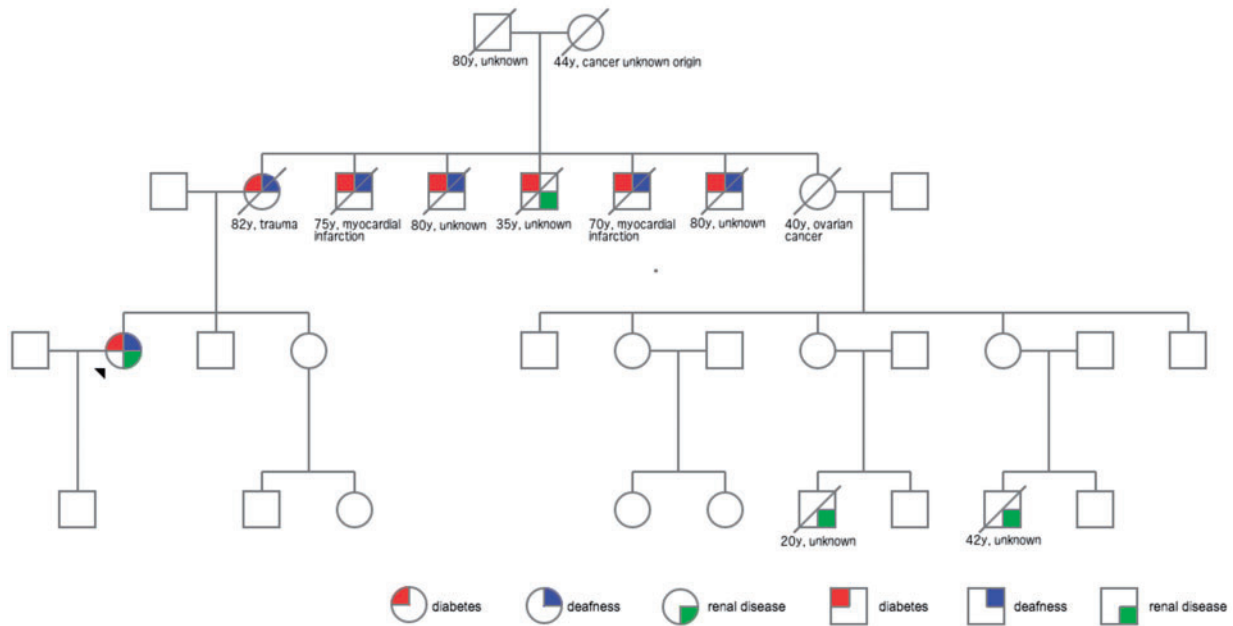 80y, unknown
44y, cancer unknown origin
82y, trauma
75y, myocardial
infarction
80y, unknown
35y, unknown
70y, myocardial
infarction
80y, unknown
40y, ovarian
cancer
20y, unknown
42y, unknown
diabetes
deafness
renal disease
diabetes
deafness
renal disease